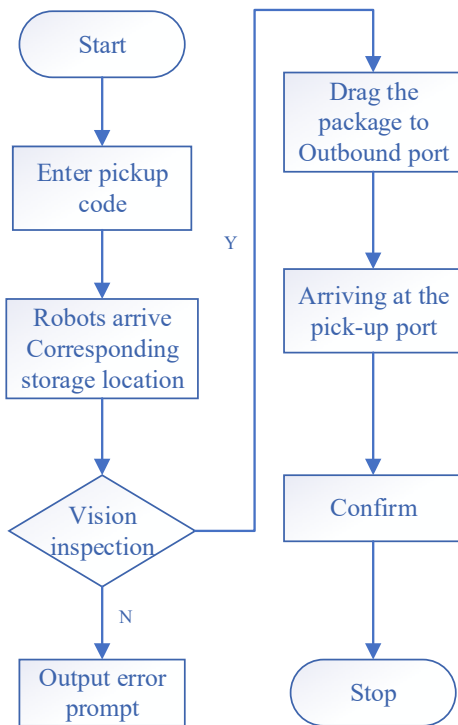 Start
Enter pickup
code
Robots arrive
Corresponding
storage location
Vision
inspection
N
Output error
prompt
Y
Drag the
package to
Outbound port
Arriving at the
pick-up port
Confirm
Stop